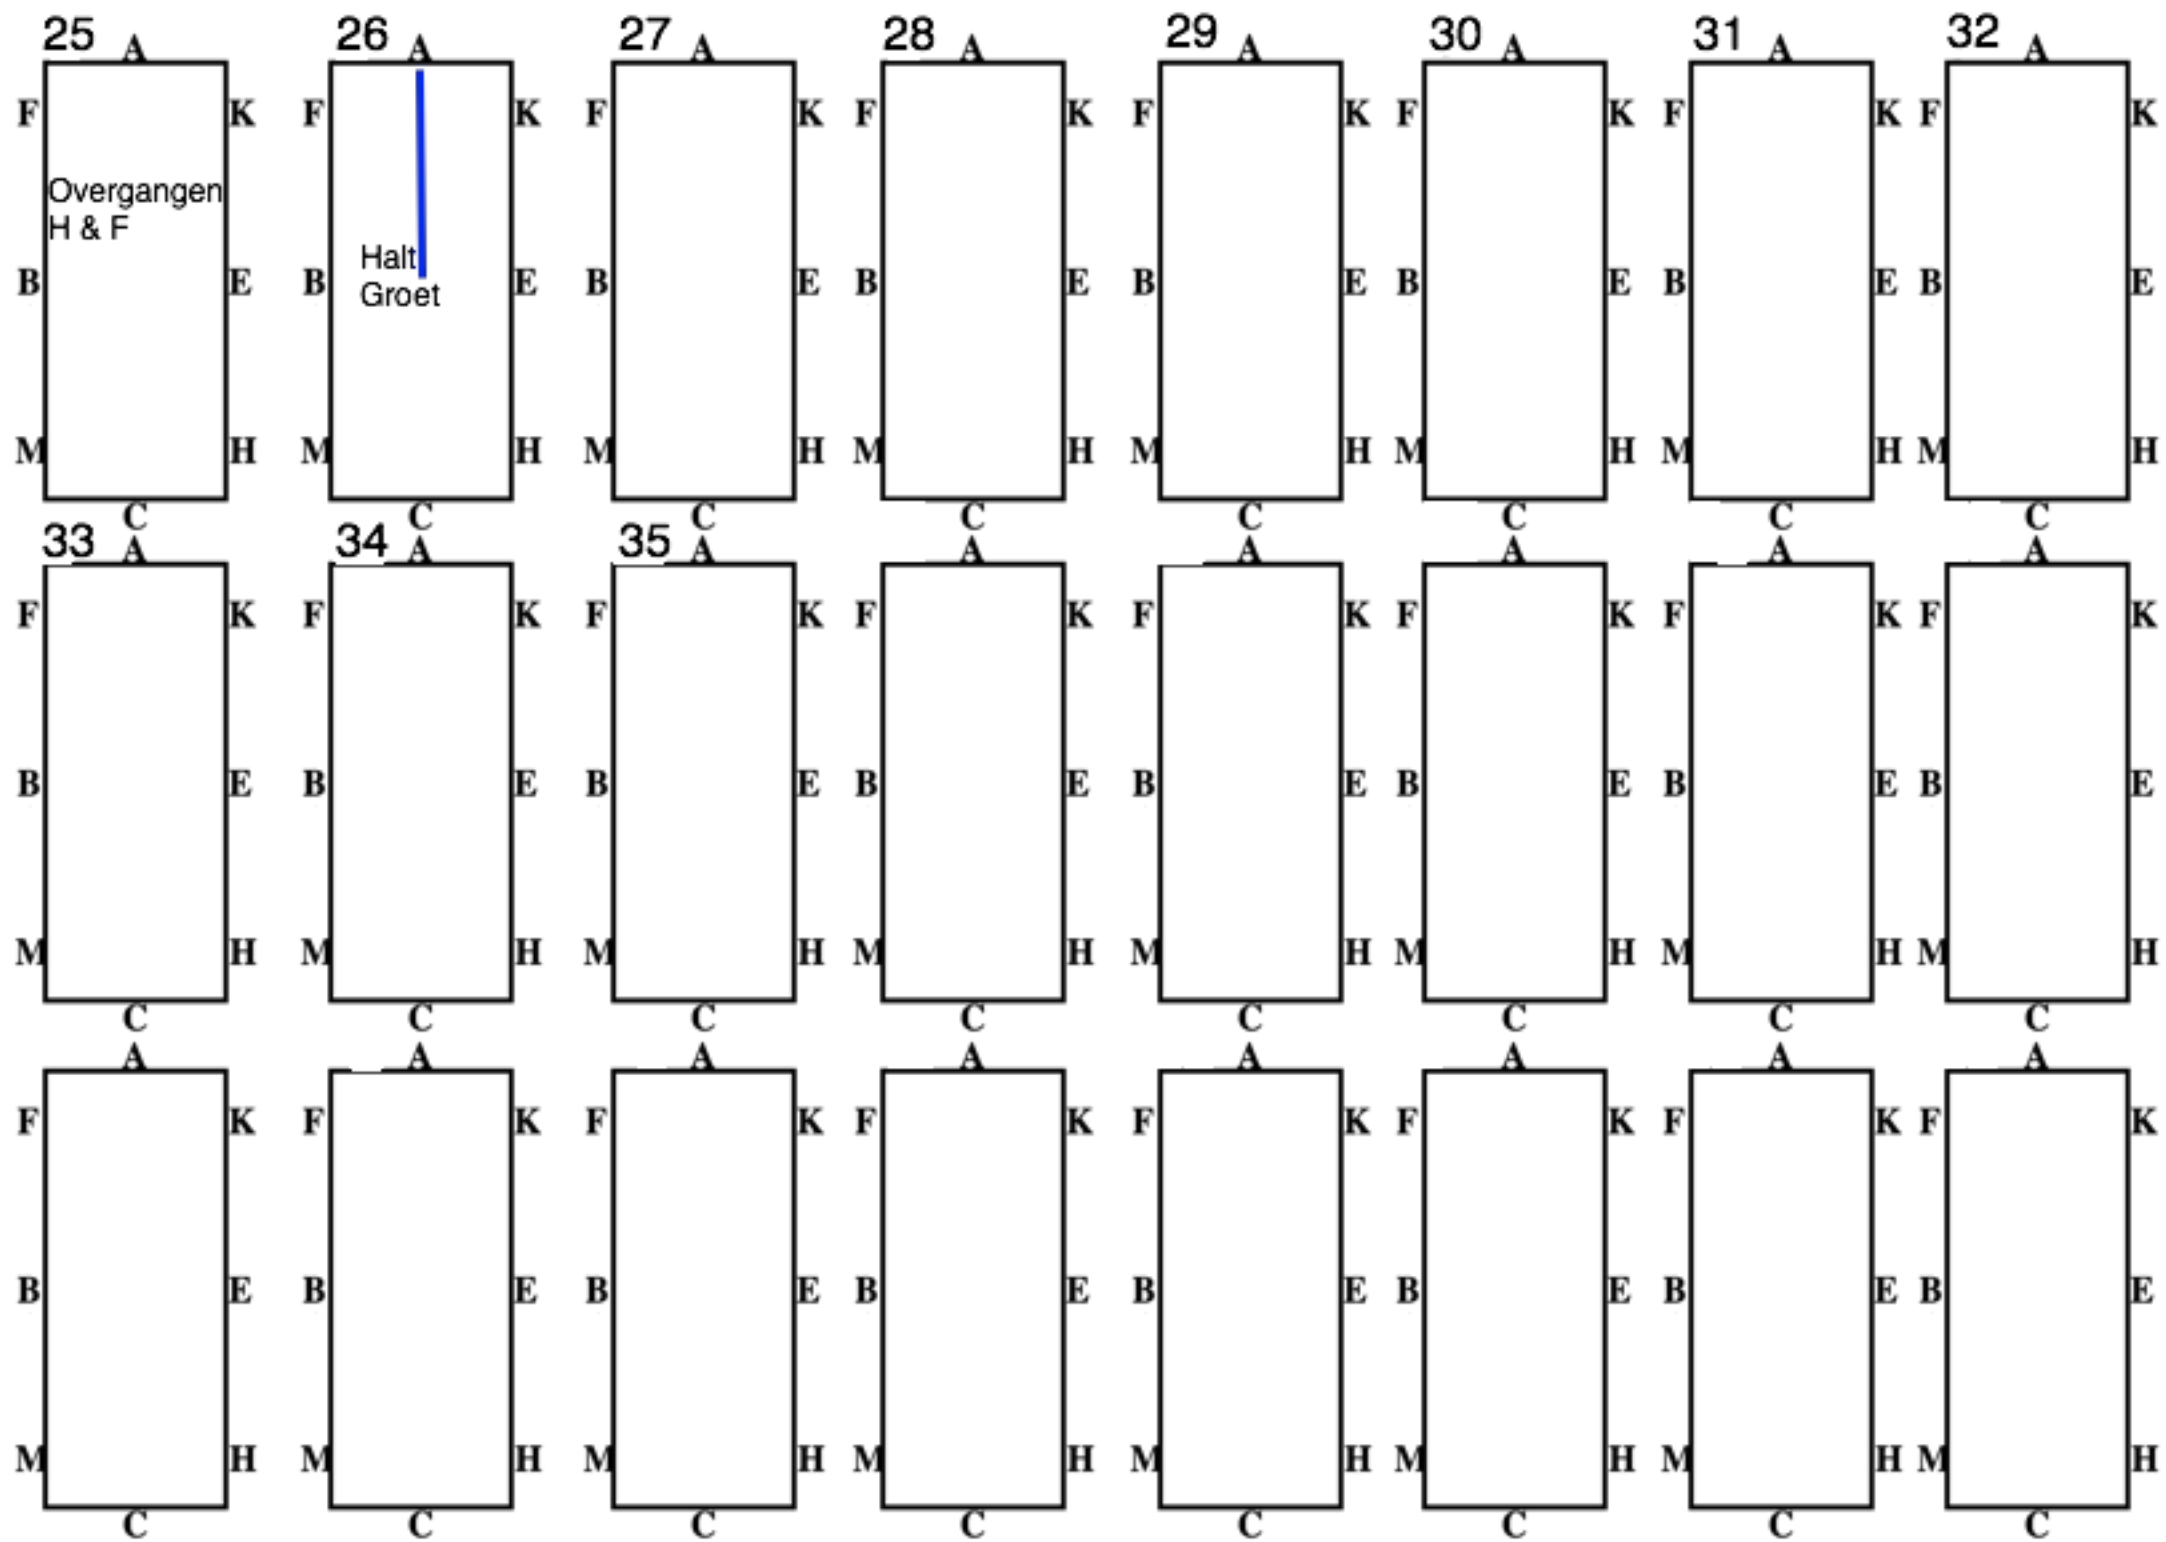 25 A 26 A 27 A 28 A 29 A 30 A 31 A 32 A
F K F K F K F K F K F K F K F K
Overgangen
H & F
Halt
B E B E B E B E B E B E B E B E
Groet
M H M H M H M H M H M H M H M H
C C C C C C C C
33 A 34 A 35 A A A A A A
F K F K F K F K F K F K F K F K
B E B E B E B E B E B E B E B E
M H M H M H M H M H M H M H M H
C C C C C C C C
A A A A A A A A
F K F K F K F K F K F K F K F K
B E B E B E B E B E B E B E B E
M H M H M H M H M H M H M H M H
C C C C C C C C